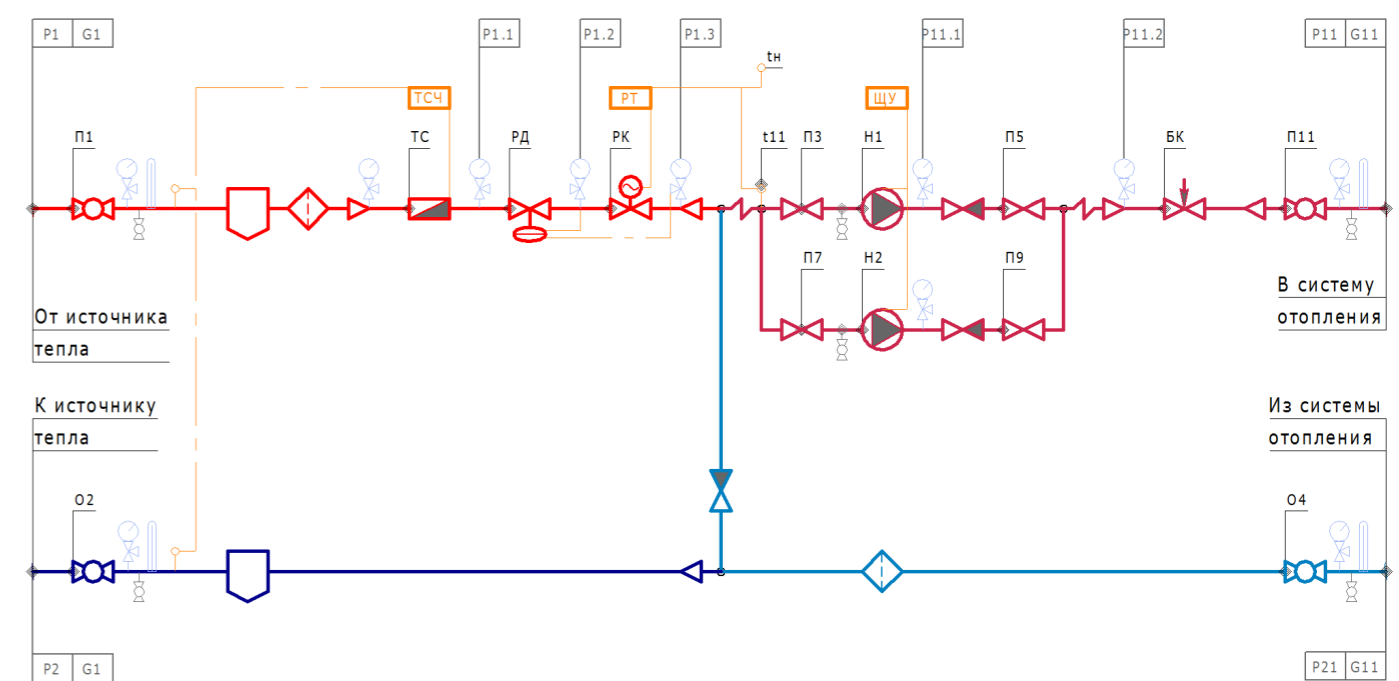 P1 G1
P1.1
P1.2
P1.3
P11.1
P11.2
P11 G11
tн
ТСЧ
РТ
ЩУ
П1
ТС
РД
РК
t11
П3
Н1
П5
БК
П11
П7
Н2
П9
В систему
отопления
От источника
тепла
К источнику
тепла
Из системы
отопления
О2
О4
P2 G1
P21 G11